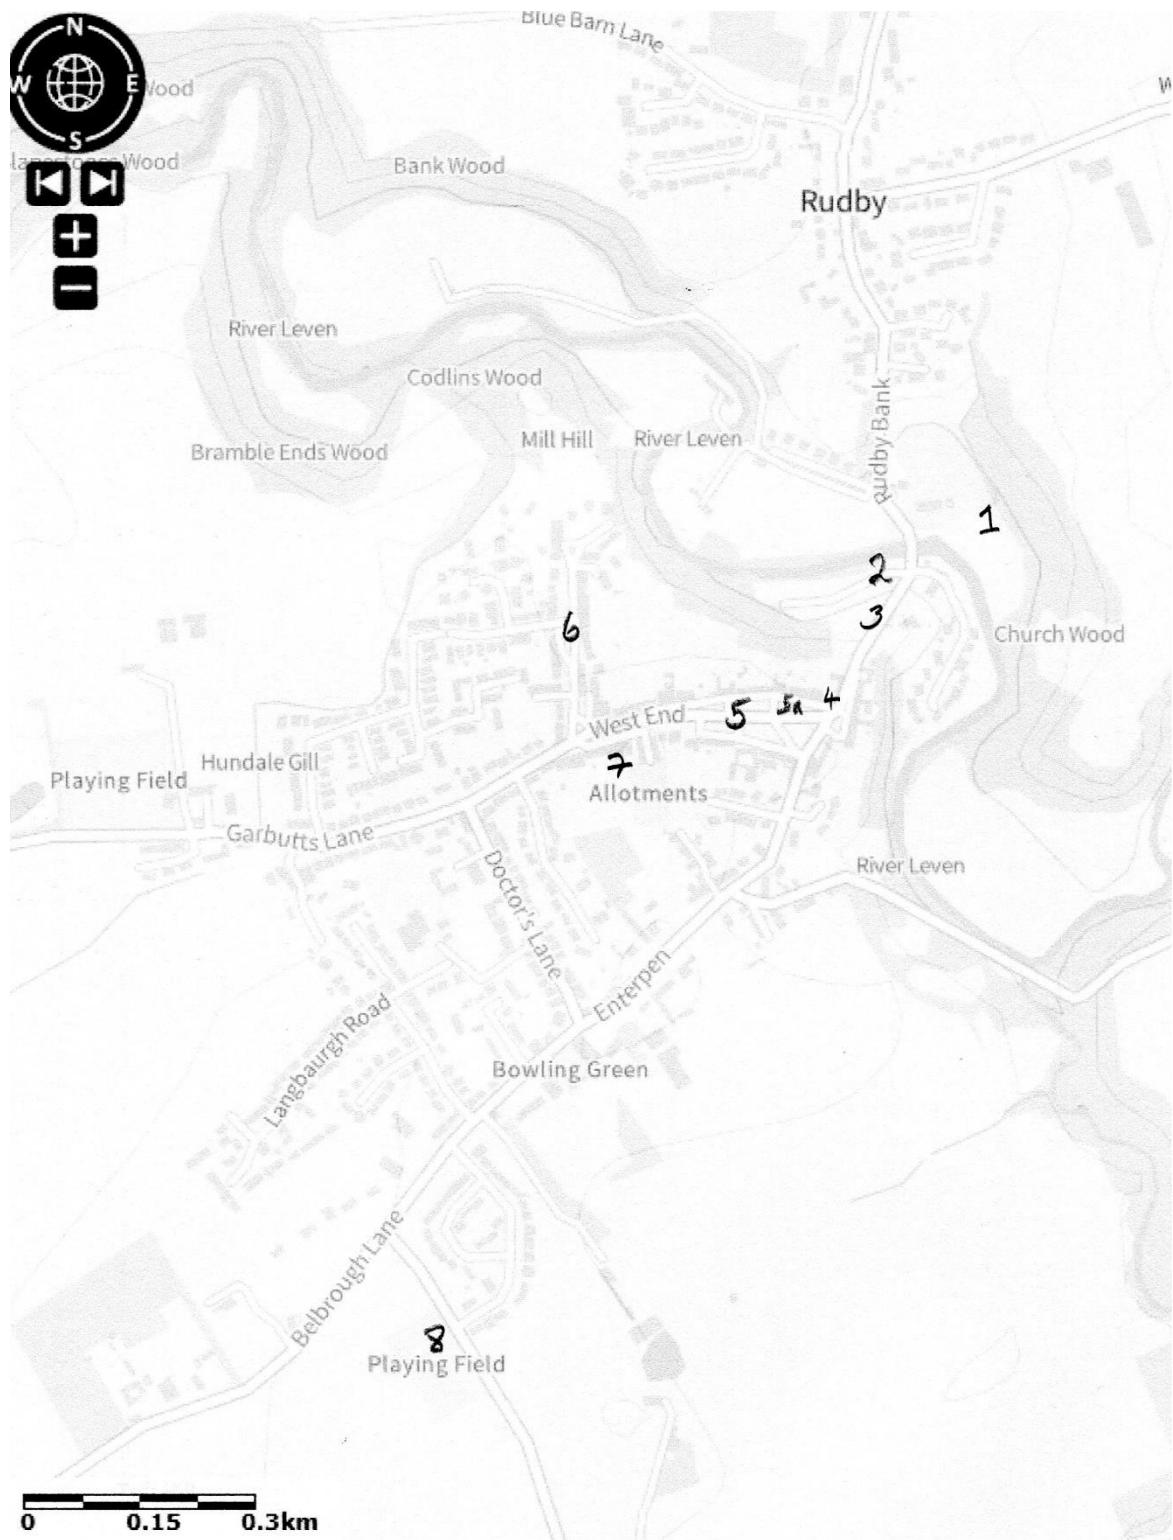 Blue Barn Lane
N
W
E
S
Wood
Wood
Bank Wood
W
Rudby
River Leven
Codlins Wood
Rudby Bank
Mill Hill
River Leven
Bramble Ends Wood
1
2
3
6
Church Wood
4
5a
5
West End
7
Hundale Gill
Playing Field
Allotments
Garbutts Lane
River Leven
Doctor's Lane
Enterpen
Langbaurgh Road
Bowling Green
Belbrough Lane
8
Playing Field
0 0.15 0.3km